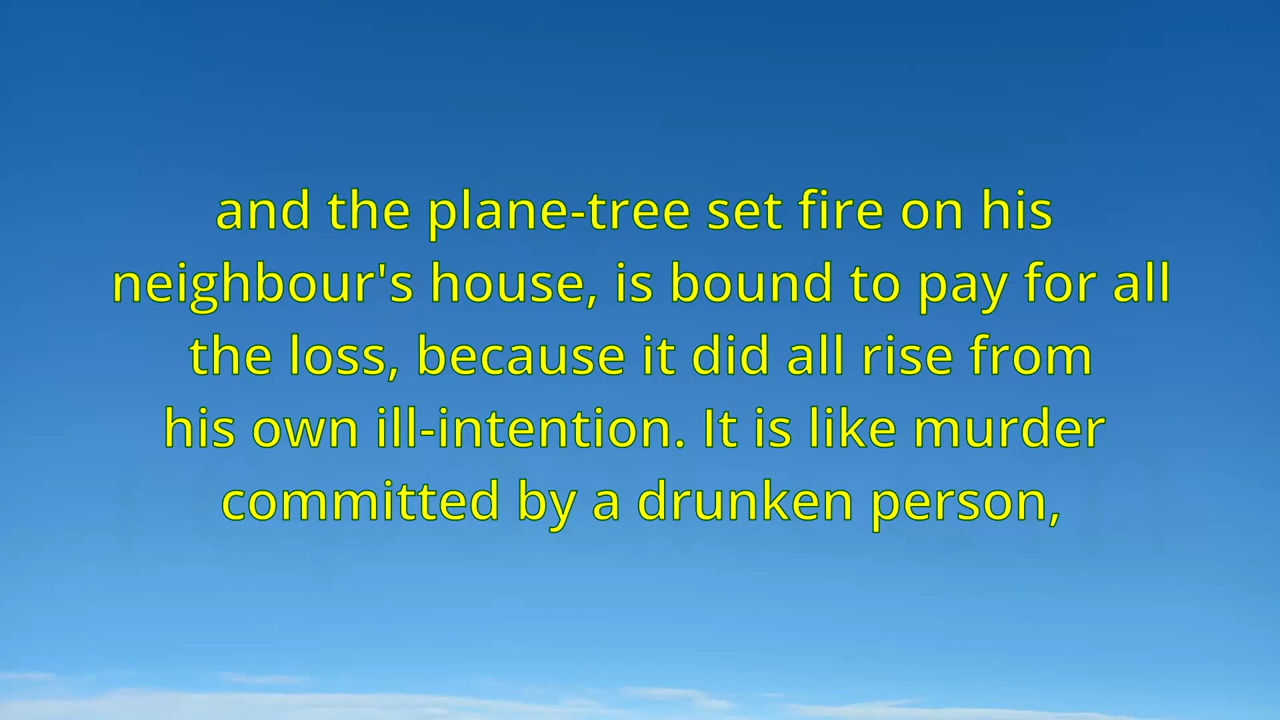 and the plane-tree set fire on his
neighbour's house, is bound to pay for all
the loss, because it did all rise from
his own ill-intention. It is like murder
committed by a drunken person,